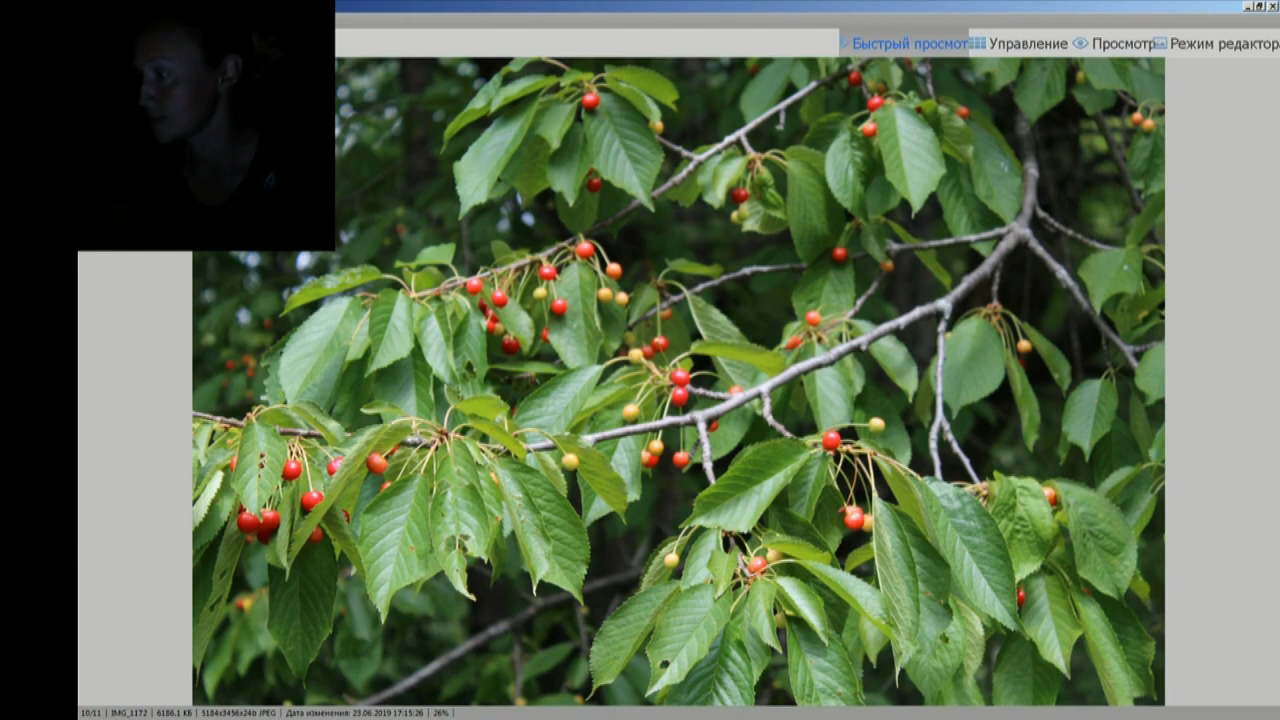 Быстрый просмот Управление Просмотр Режим редактор
10/11 | IMG_1172 | 6186.1 КБ | 5184x3456x24b JPEG | Дата изменения: 23.06.2019 17:15:26 | 26% |